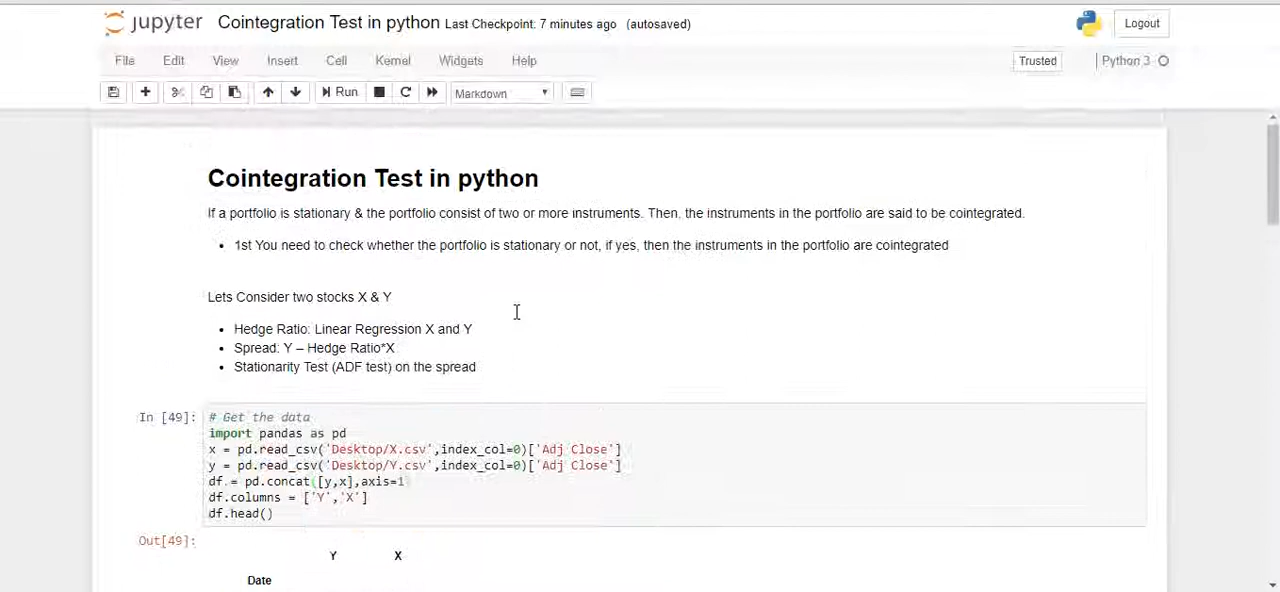 jupyter Cointegration Test in python Last Checkpoint: 7 minutes ago (autosaved) Logout
File Edit View Insert Cell Kernel Widgets Help Trusted Python 3
Run Markdown
Cointegration Test in python
If a portfolio is stationary & the portfolio consist of two or more instruments. Then, the instruments in the portfolio are said to be cointegrated.
• 1st You need to check whether the portfolio is stationary or not, if yes, then the instruments in the portfolio are cointegrated
Lets Consider two stocks X & Y
• Hedge Ratio: Linear Regression X and Y
• Spread: Y – Hedge Ratio*X
• Stationarity Test (ADF test) on the spread
In [49]: # Get the data
import pandas as pd
x = pd.read_csv('Desktop/X.csv',index_col=0)['Adj Close']
y = pd.read_csv('Desktop/Y.csv',index_col=0)['Adj Close']
df = pd.concat([y,x],axis=1)
df.columns = ['Y','X']
df.head()
Out[49]:
Y X
Date